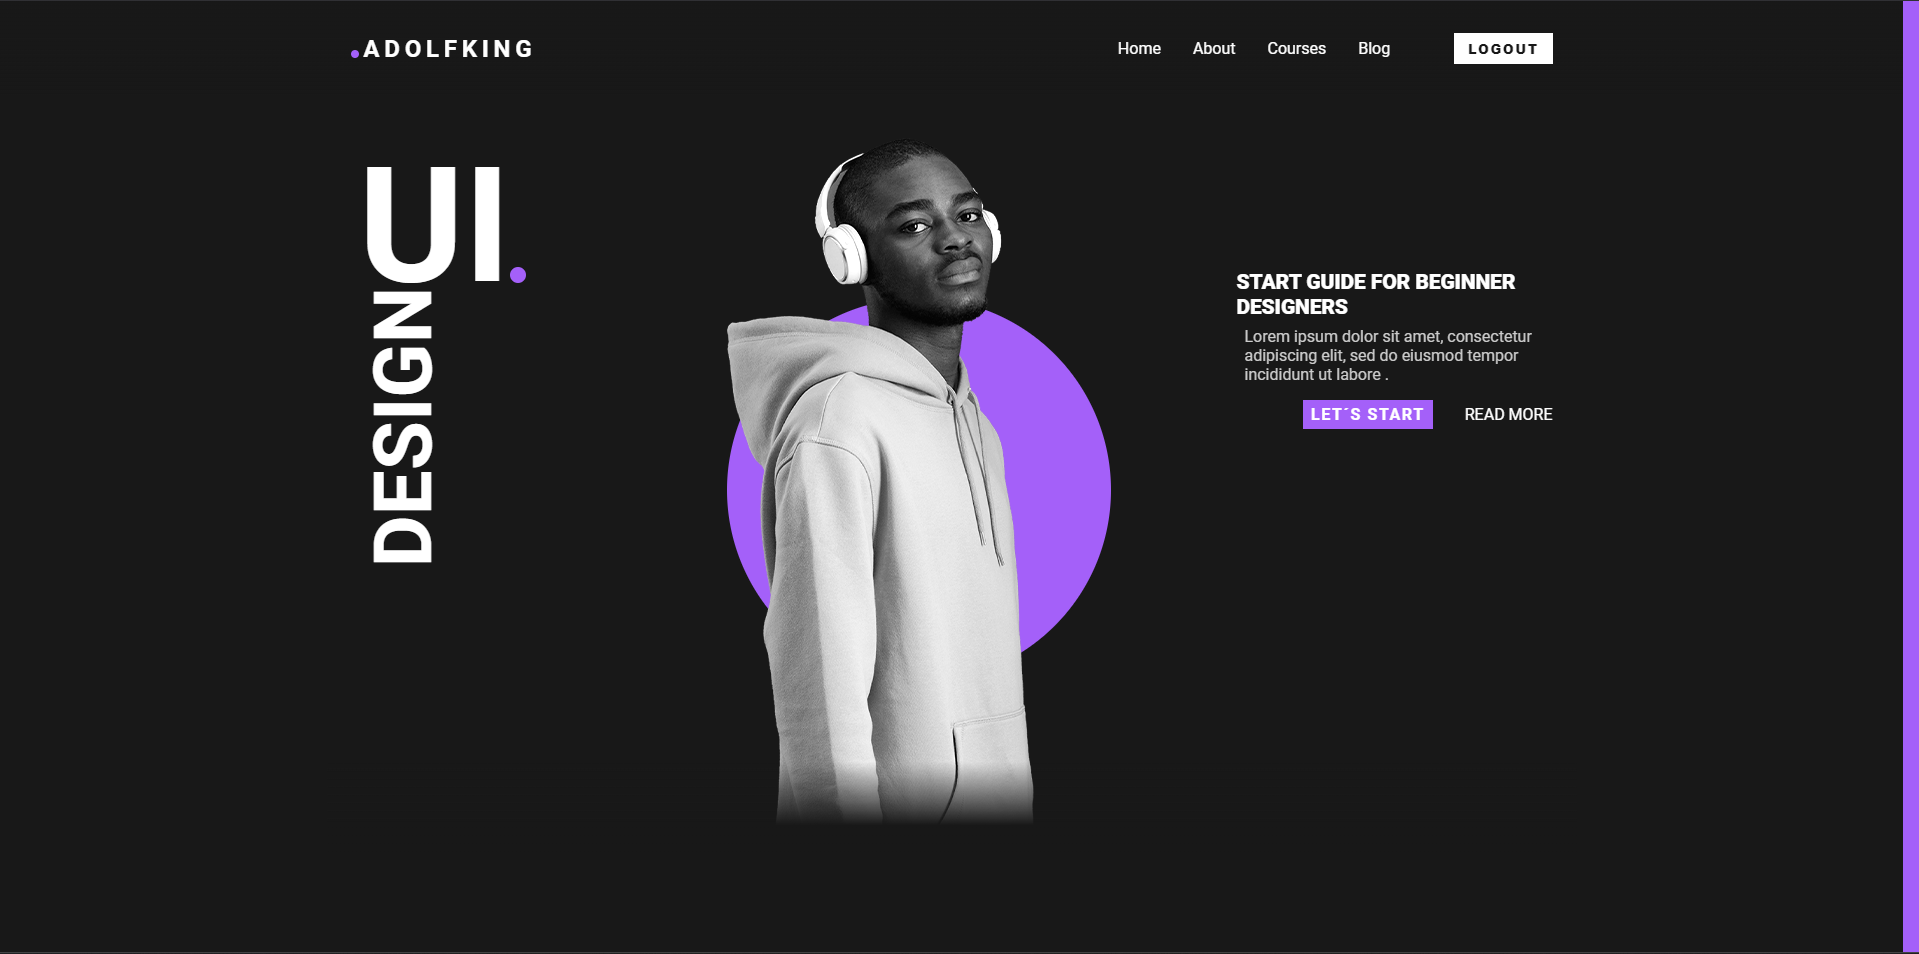 .ADOLFKING
Home About Courses Blog LOGOUT
UI.
DESIGN
START GUIDE FOR BEGINNER
DESIGNERS
Lorem ipsum dolor sit amet, consectetur
adipiscing elit, sed do eiusmod tempor
incididunt ut labore .
LET´S START READ MORE